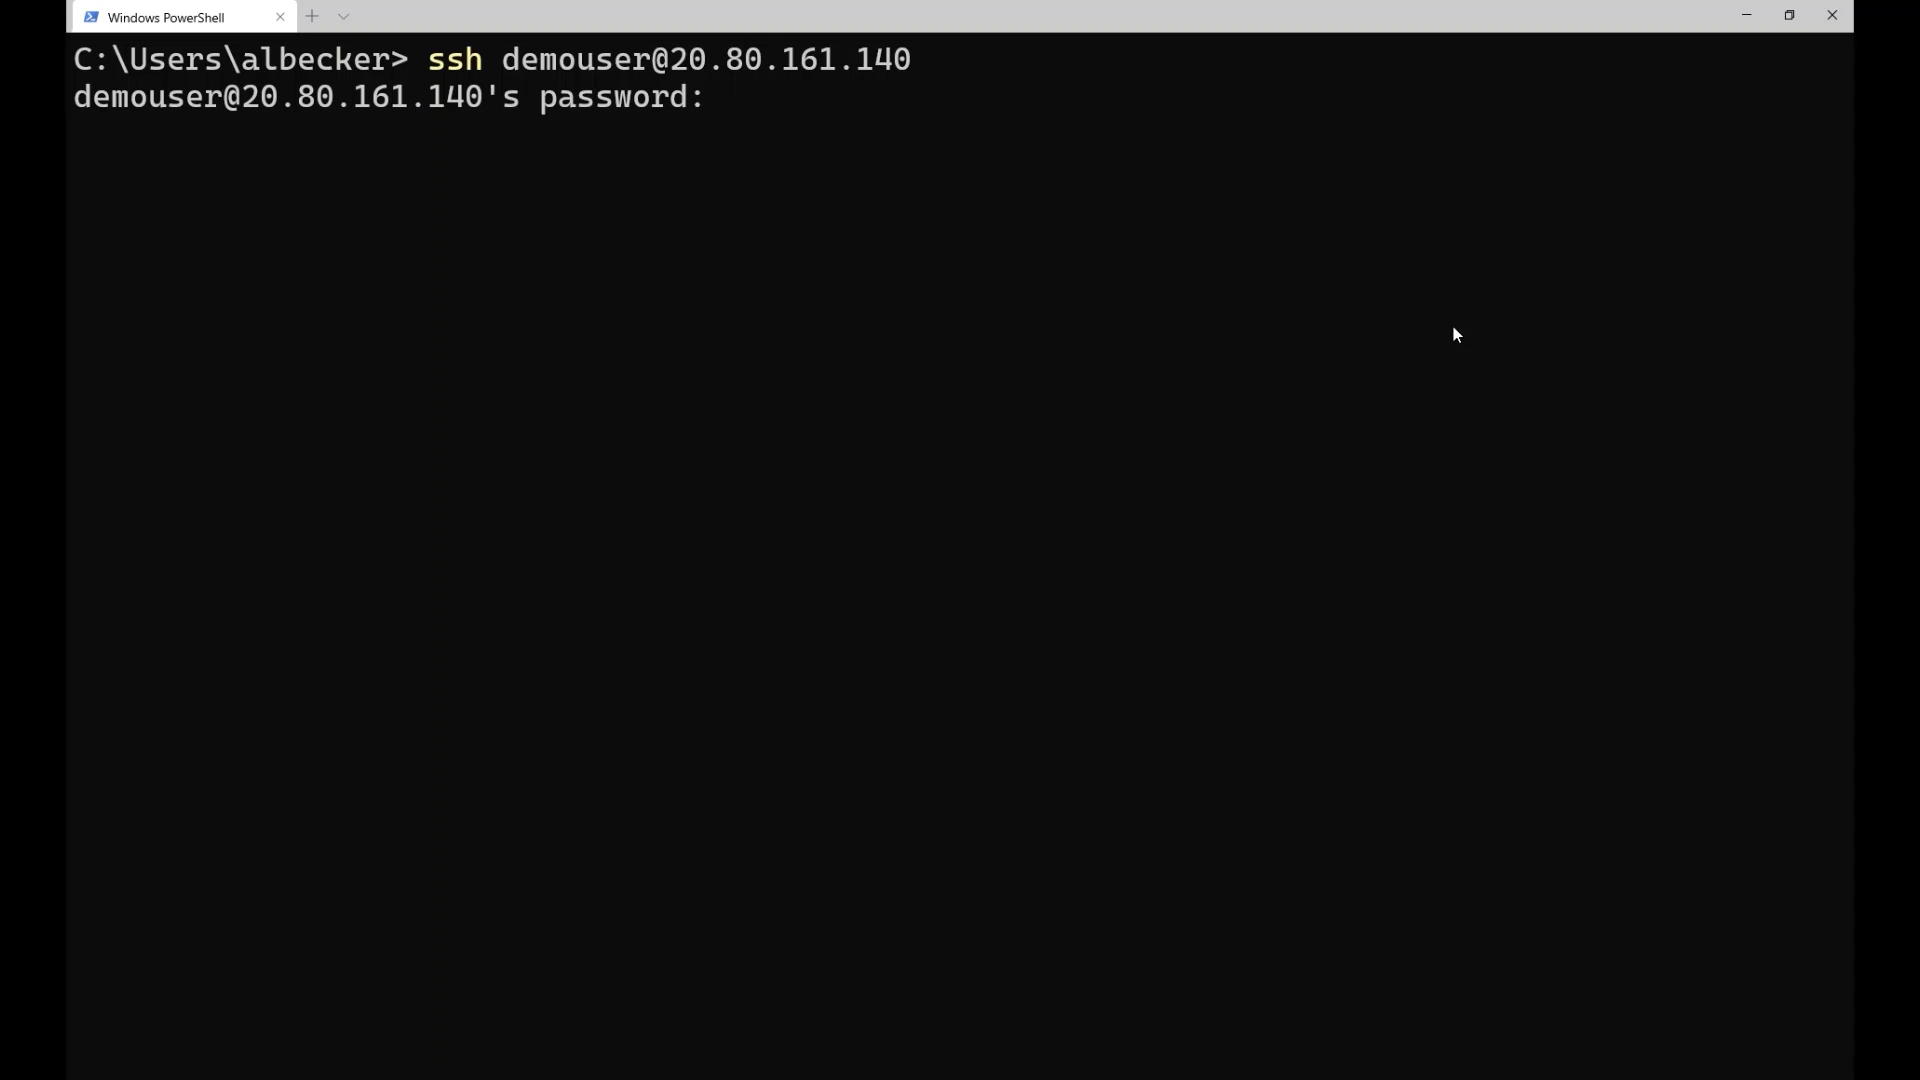 Windows PowerShell
C:\Users\albecker> ssh demouser@20.80.161.140
demouser@20.80.161.140's password: